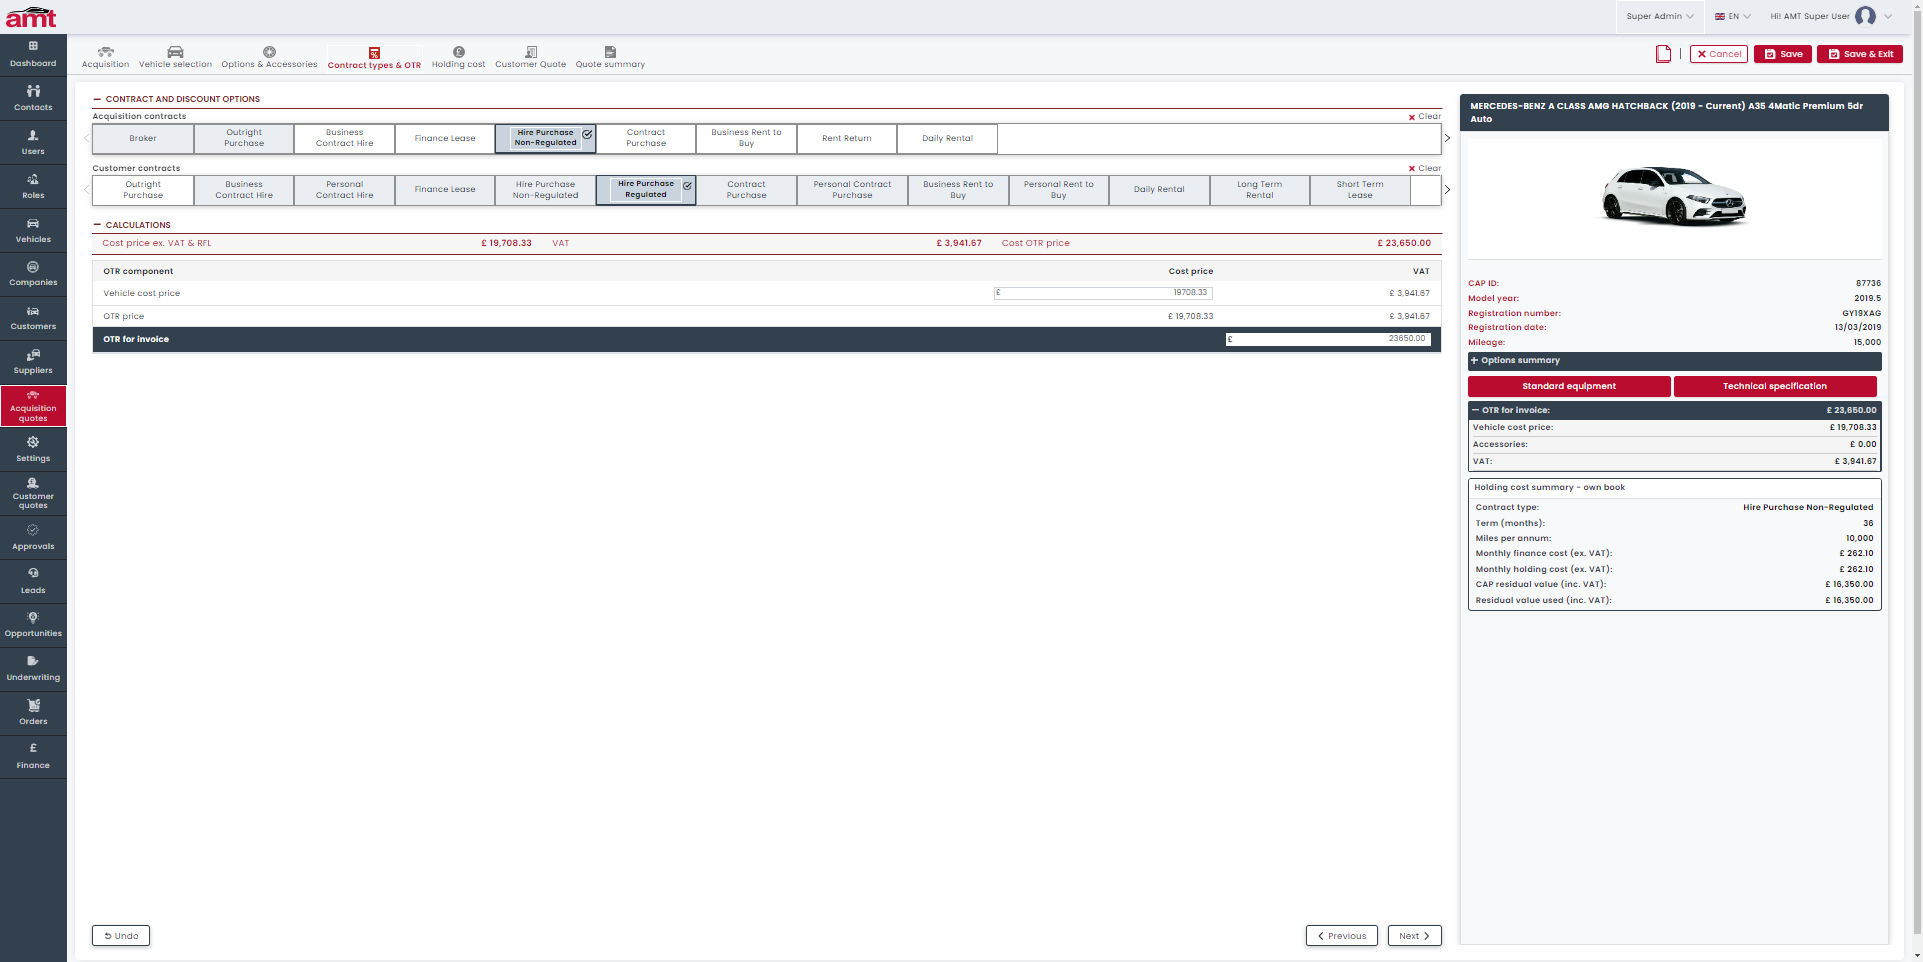 amt
Super Admin
EN
Hi! AMT Super User
Dashboard
Contacts
Users
Roles
Vehicles
Companies
Customers
Suppliers
Acquisition
quotes
Settings
Customer
quotes
Approvals
Leads
Opportunities
Underwriting
Orders
£
Finance
Acquisition
Vehicle selection
Options & Accessories
Contract types & OTR
Holding cost
Customer Quote
Quote summary
Cancel
Save
Save & Exit
CONTRACT AND DISCOUNT OPTIONS
Acquisition contracts
Clear
Broker
Outright
Purchase
Business
Contract Hire
Finance Lease
Hire Purchase
Non-Regulated
Contract
Purchase
Business Rent to
Buy
Rent Return
Daily Rental
Customer contracts
Clear
Outright
Purchase
Business
Contract Hire
Personal
Contract Hire
Finance Lease
Hire Purchase
Non-Regulated
Hire Purchase
Regulated
Contract
Purchase
Personal Contract
Purchase
Business Rent to
Buy
Personal Rent to
Buy
Daily Rental
Long Term
Rental
Short Term
Lease
CALCULATIONS
Cost price ex. VAT & RFL £ 19,708.33 VAT £ 3,941.67 Cost OTR price £ 23,650.00
OTR component Cost price VAT
Vehicle cost price £ 19708.33 £ 3,941.67
OTR price £ 19,708.33 £ 3,941.67
OTR for invoice £ 23650.00
Undo
Previous
Next
MERCEDES-BENZ A CLASS AMG HATCHBACK (2019 - Current) A35 4Matic Premium 5dr
Auto
CAP ID: 87736
Model year: 2019.5
Registration number: GY19XAG
Registration date: 13/03/2019
Mileage: 15,000
+ Options summary
Standard equipment
Technical specification
OTR for invoice: £ 23,650.00
Vehicle cost price: £ 19,708.33
Accessories: £ 0.00
VAT: £ 3,941.67
Holding cost summary - own book
Contract type: Hire Purchase Non-Regulated
Term (months): 36
Miles per annum: 10,000
Monthly finance cost (ex. VAT): £ 262.10
Monthly holding cost (ex. VAT): £ 262.10
CAP residual value (inc. VAT): £ 16,350.00
Residual value used (inc. VAT): £ 16,350.00